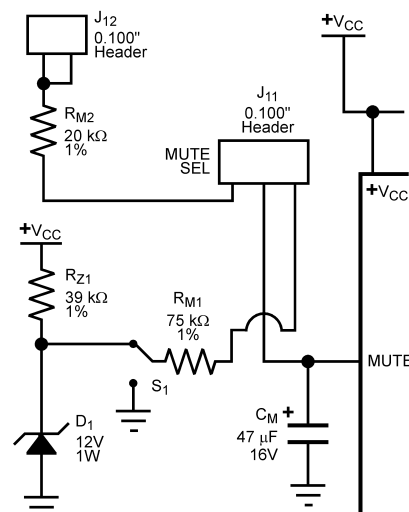 J12
0.100"
Header
+VCC
RM2
20 kΩ
1%
J11
0.100"
Header
MUTE
SEL
+VCC
+VCC
RZ1
39 kΩ
1%
RM1
75 kΩ
1%
MUTE
S1
D1
12V
1W
CM +
47 µF
16V